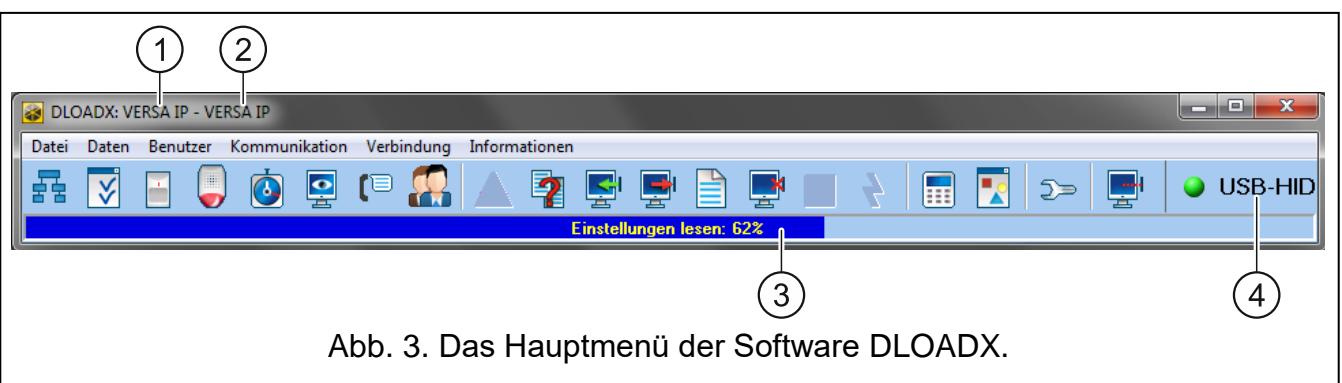 1 2
DLOADX: VERSA IP - VERSA IP
Datei Daten Benutzer Kommunikation Verbindung Informationen
USB-HID
Einstellungen lesen: 62%
3 4
Abb. 3. Das Hauptmenü der Software DLOADX.